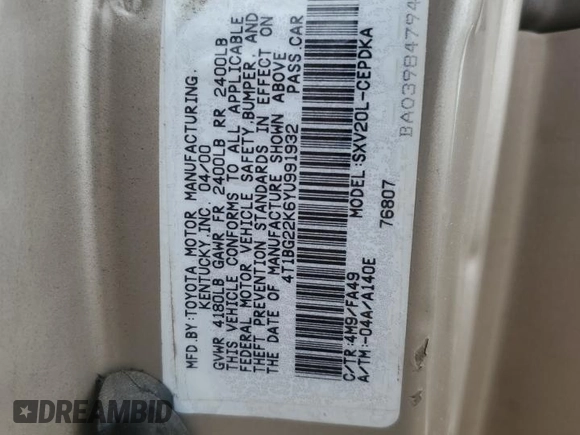 MFD.BY:TOYOTA MOTOR MANUFACTURING,
KENTUCKY,INC. 04/00
GVWR 4180LB GAWR FR 2400LB RR 2400LB
THIS VEHICLE CONFORMS TO ALL APPLICABLE
FEDERAL MOTOR VEHICLE SAFETY,BUMPER, AND
THEFT PREVENTION STANDARDS IN EFFECT ON
THE DATE OF MANUFACTURE SHOWN ABOVE
4T1BG22K6YU991932 PASS.CAR
C/TR:4M9/FA49 MODEL:SXV20L-CEPDKA
A/TM:-04A/A140E 76807
BA03984794
DREAMBID